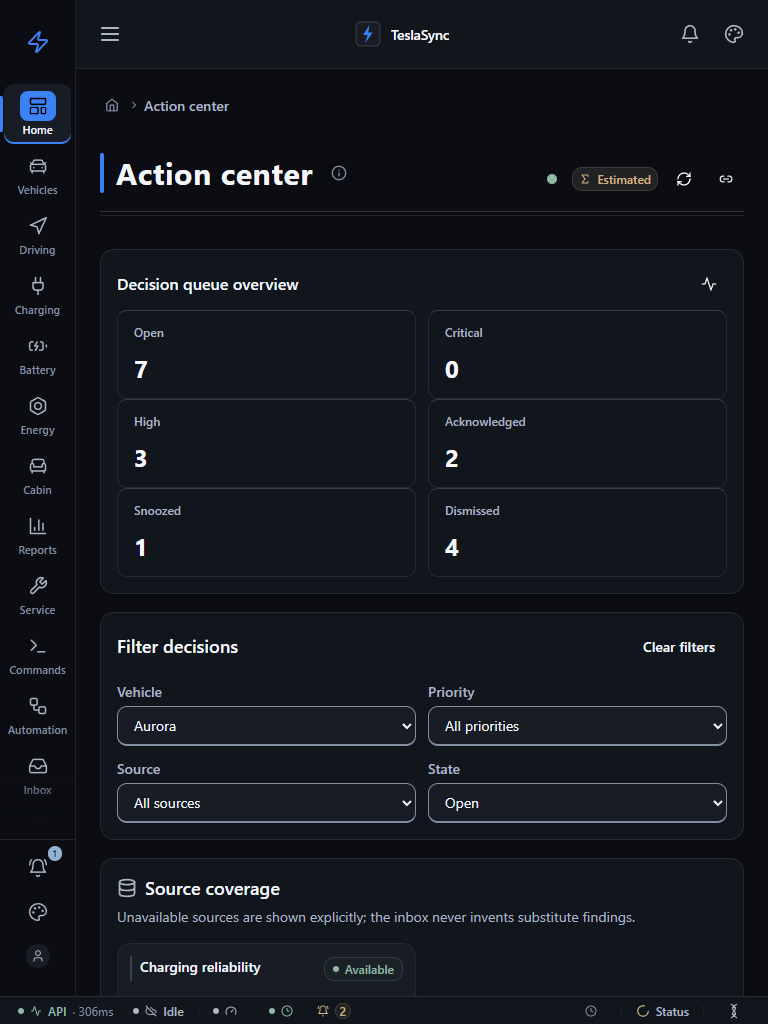 TeslaSync
Home
Vehicles
Driving
Charging
Battery
Energy
Cabin
Reports
Service
Commands
Automation
Inbox
1
Action center
Action center
Σ Estimated
Decision queue overview
Open
7
Critical
0
High
3
Acknowledged
2
Snoozed
1
Dismissed
4
Filter decisions
Clear filters
Vehicle
Aurora
Priority
All priorities
Source
All sources
State
Open
Source coverage
Unavailable sources are shown explicitly; the inbox never invents substitute findings.
Charging reliability
Available
API · 306ms
Idle
2
Status